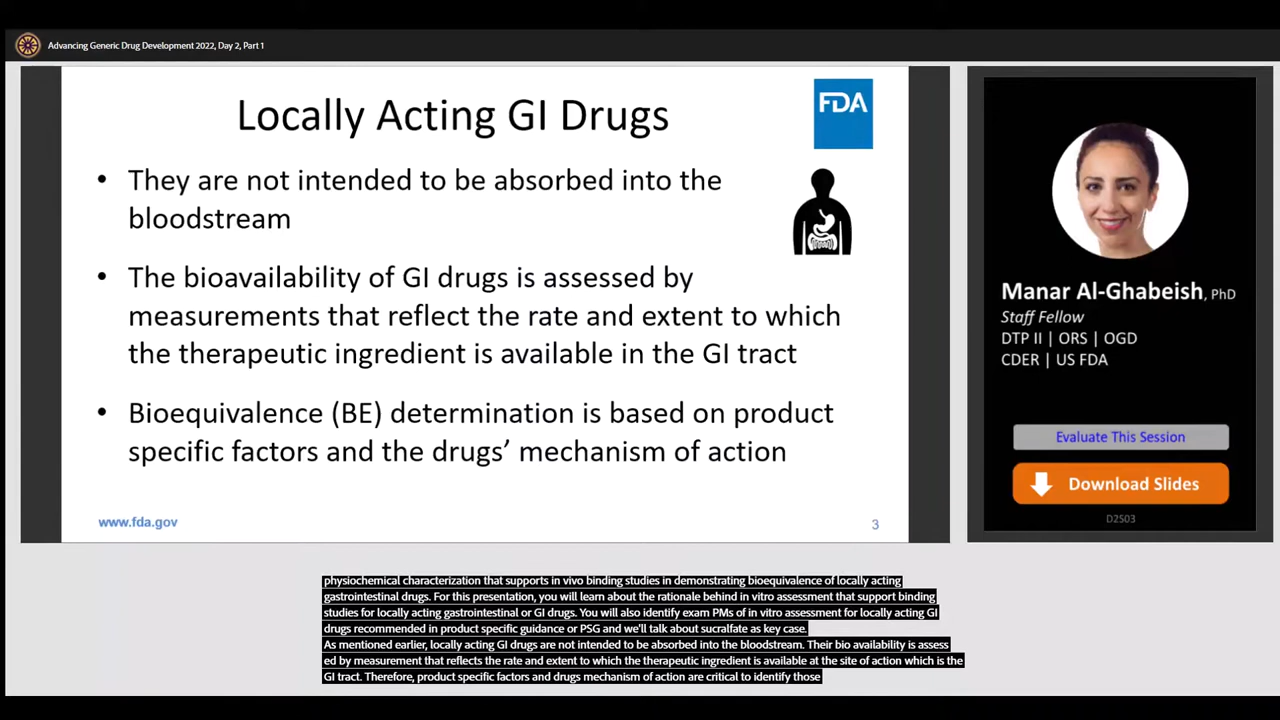 Advancing Generic Drug Development 2022, Day 2, Part 1
Locally Acting GI Drugs
FDA
• They are not intended to be absorbed into the
bloodstream
• The bioavailability of GI drugs is assessed by
measurements that reflect the rate and extent to which
the therapeutic ingredient is available in the GI tract
• Bioequivalence (BE) determination is based on product
specific factors and the drugs’ mechanism of action
www.fda.gov
3
Manar Al-Ghabeish, PhD
Staff Fellow
DTP II | ORS | OGD
CDER | US FDA
Evaluate This Session
Download Slides
D2S03
physiochemical characterization that supports in vivo binding studies in demonstrating bioequivalence of locally acting
gastrointestinal drugs. For this presentation, you will learn about the rationale behind in vitro assessment that support binding
studies for locally acting gastrointestinal or GI drugs. You will also identify exam PMs of in vitro assessment for locally acting GI
drugs recommended in product specific guidance or PSG and we'll talk about sucralfate as key case.
As mentioned earlier, locally acting GI drugs are not intended to be absorbed into the bloodstream. Their bio availability is assess
ed by measurement that reflects the rate and extent to which the therapeutic ingredient is available at the site of action which is the
GI tract. Therefore, product specific factors and drugs mechanism of action are critical to identify those